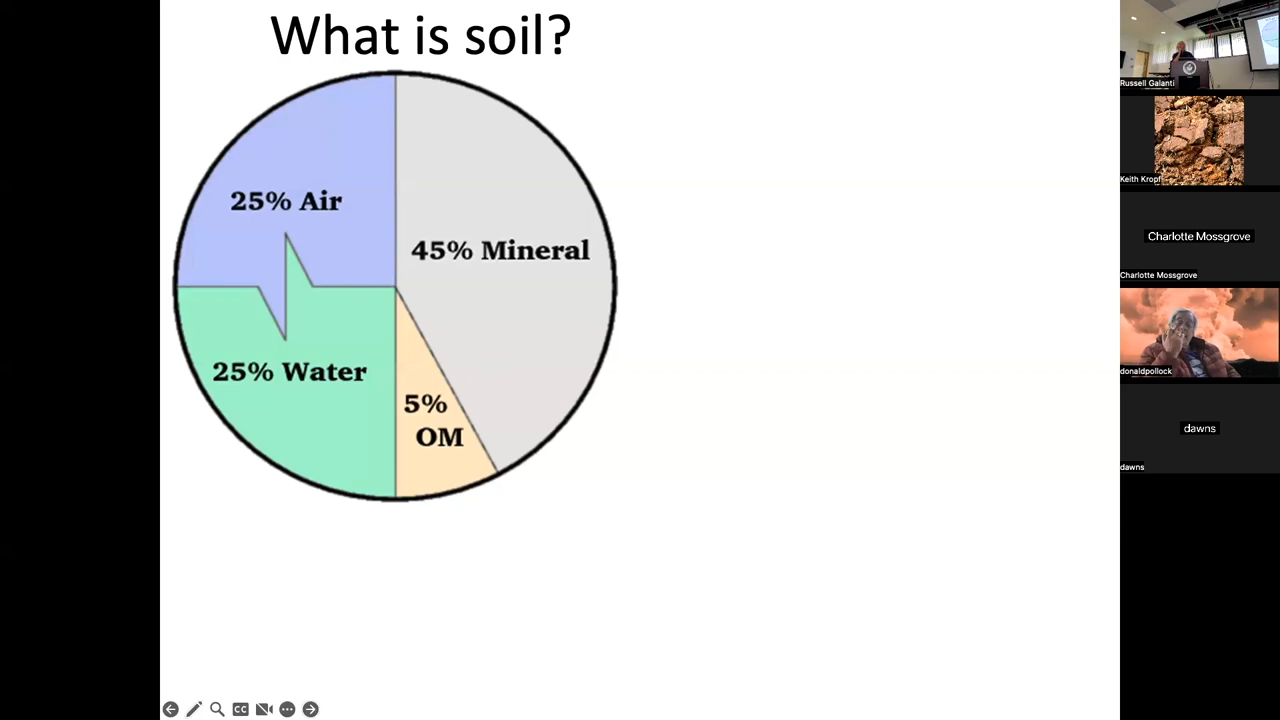 What is soil?
25% Air
45% Mineral
25% Water
5%
OM
CC
Russell Galanti
Keith Kropf
Charlotte Mossgrove
Charlotte Mossgrove
donaldpollock
dawns
dawns